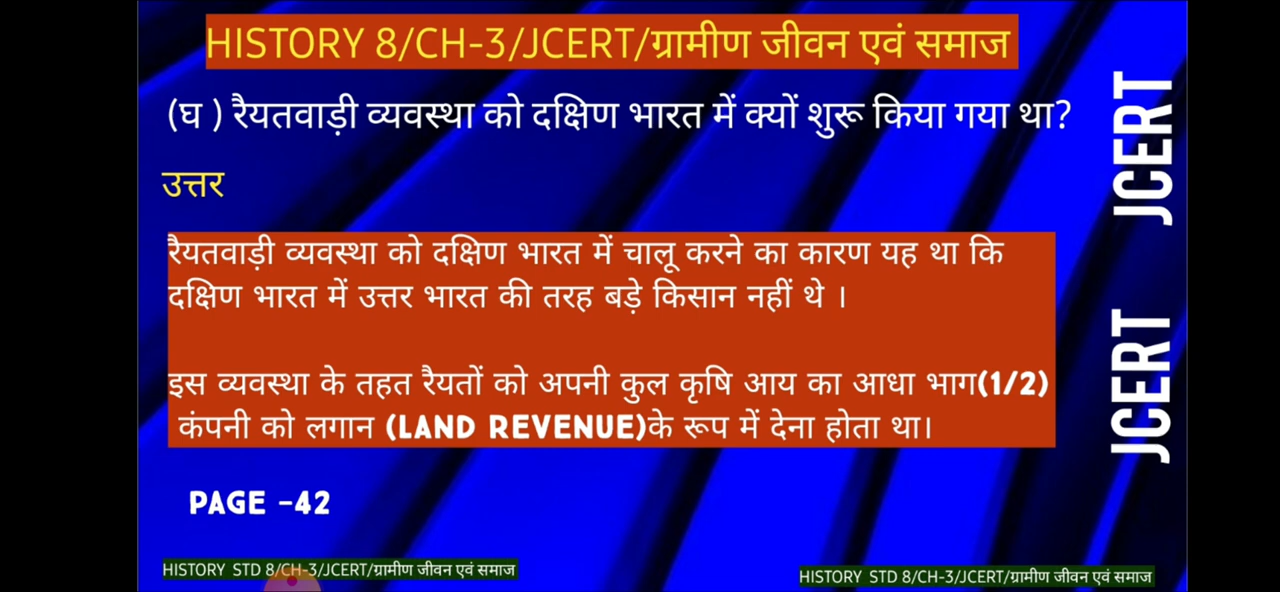 HISTORY 8/CH-3/JCERT/ग्रामीण जीवन एवं समाज
(घ ) रैयतवाड़ी व्यवस्था को दक्षिण भारत में क्यों शुरू किया गया था?
उत्तर
रैयतवाड़ी व्यवस्था को दक्षिण भारत में चालू करने का कारण यह था कि
दक्षिण भारत में उत्तर भारत की तरह बड़े किसान नहीं थे ।
इस व्यवस्था के तहत रैयतों को अपनी कुल कृषि आय का आधा भाग(1/2)
कंपनी को लगान (LAND REVENUE)के रूप में देना होता था।
PAGE -42
HISTORY STD 8/CH-3/JCERT/ग्रामीण जीवन एवं समाज
HISTORY STD 8/CH-3/JCERT/ग्रामीण जीवन एवं समाज
JCERT
JCERT